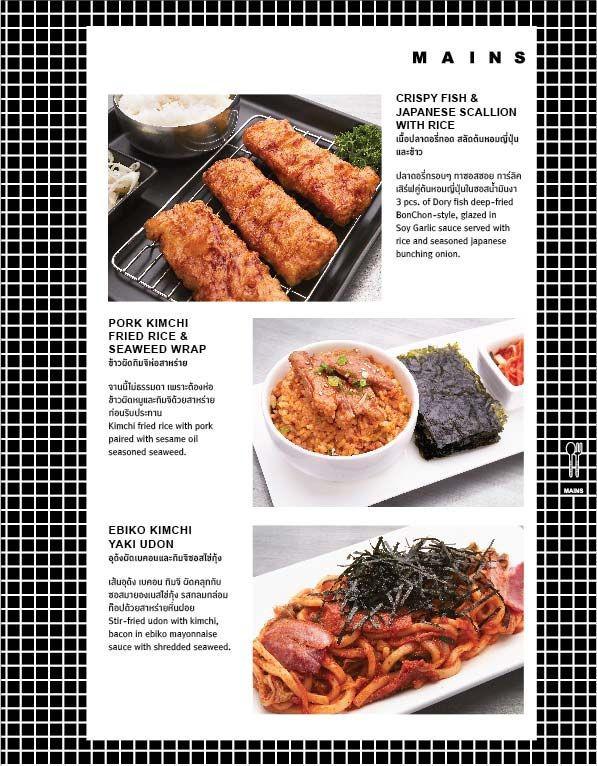 MAINS
CRISPY FISH &
JAPANESE SCALLION
WITH RICE
เนื้อปลาดอรี่ทอด สลัดต้นหอมญี่ปุ่น
และข้าว
ปลาดอรี่กรอบๆ ทาซอสซอย การ์ลิค
เสิร์ฟคู่ต้นหอมญี่ปุ่นในซอสน้ำมันงา
3 pcs. of Dory fish deep-fried
BonChon-style, glazed in
Soy Garlic sauce served with
rice and seasoned japanese
bunching onion.
PORK KIMCHI
FRIED RICE &
SEAWEED WRAP
ข้าวผัดกิมจิห่อสาหร่าย
จานนี้ไม่ธรรมดา เพราะต้องห่อ
ข้าวผัดหมูและกิมจิด้วยสาหร่าย
ก่อนรับประทาน
Kimchi fried rice with pork
paired with sesame oil
seasoned seaweed.
MAINS
EBIKO KIMCHI
YAKI UDON
อุด้งผัดเบคอนและกิมจิซอสไข่กุ้ง
เส้นอุด้ง เบคอน กิมจิ ผัดคลุกกับ
ซอสมายองเนสไข่กุ้ง รสกลมกล่อม
ท็อปด้วยสาหร่ายหั่นฝอย
Stir-fried udon with kimchi,
bacon in ebiko mayonnaise
sauce with shredded seaweed.